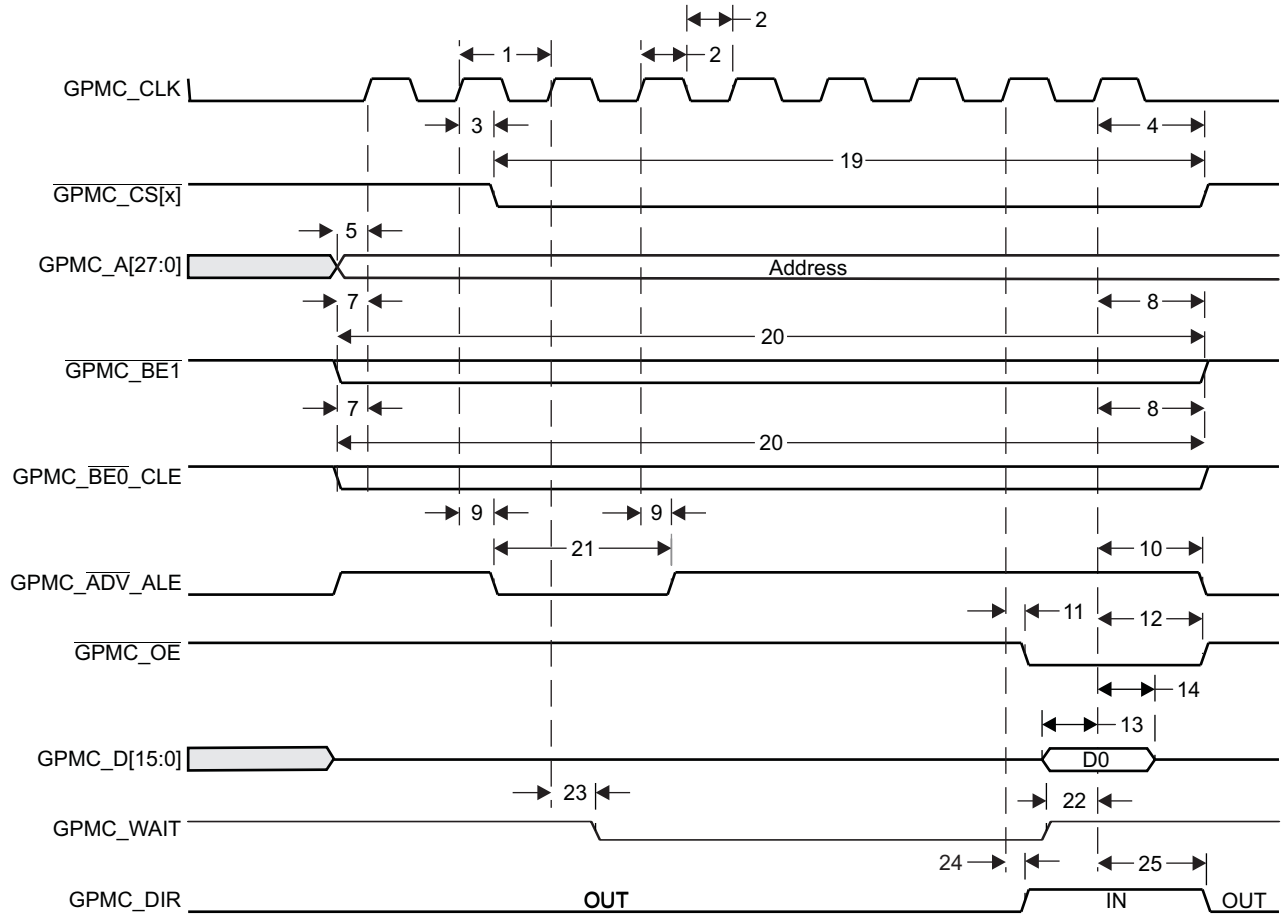 2
1
2
GPMC_CLK
3
4
19
GPMC_CS[x]
5
GPMC_A[27:0]
Address
7
8
20
GPMC_BE1
7
8
20
GPMC_BE0_CLE
9
9
21
10
GPMC_ADV_ALE
11
12
GPMC_OE
14
13
GPMC_D[15:0]
D0
23
22
GPMC_WAIT
24
25
GPMC_DIR
OUT
IN
OUT